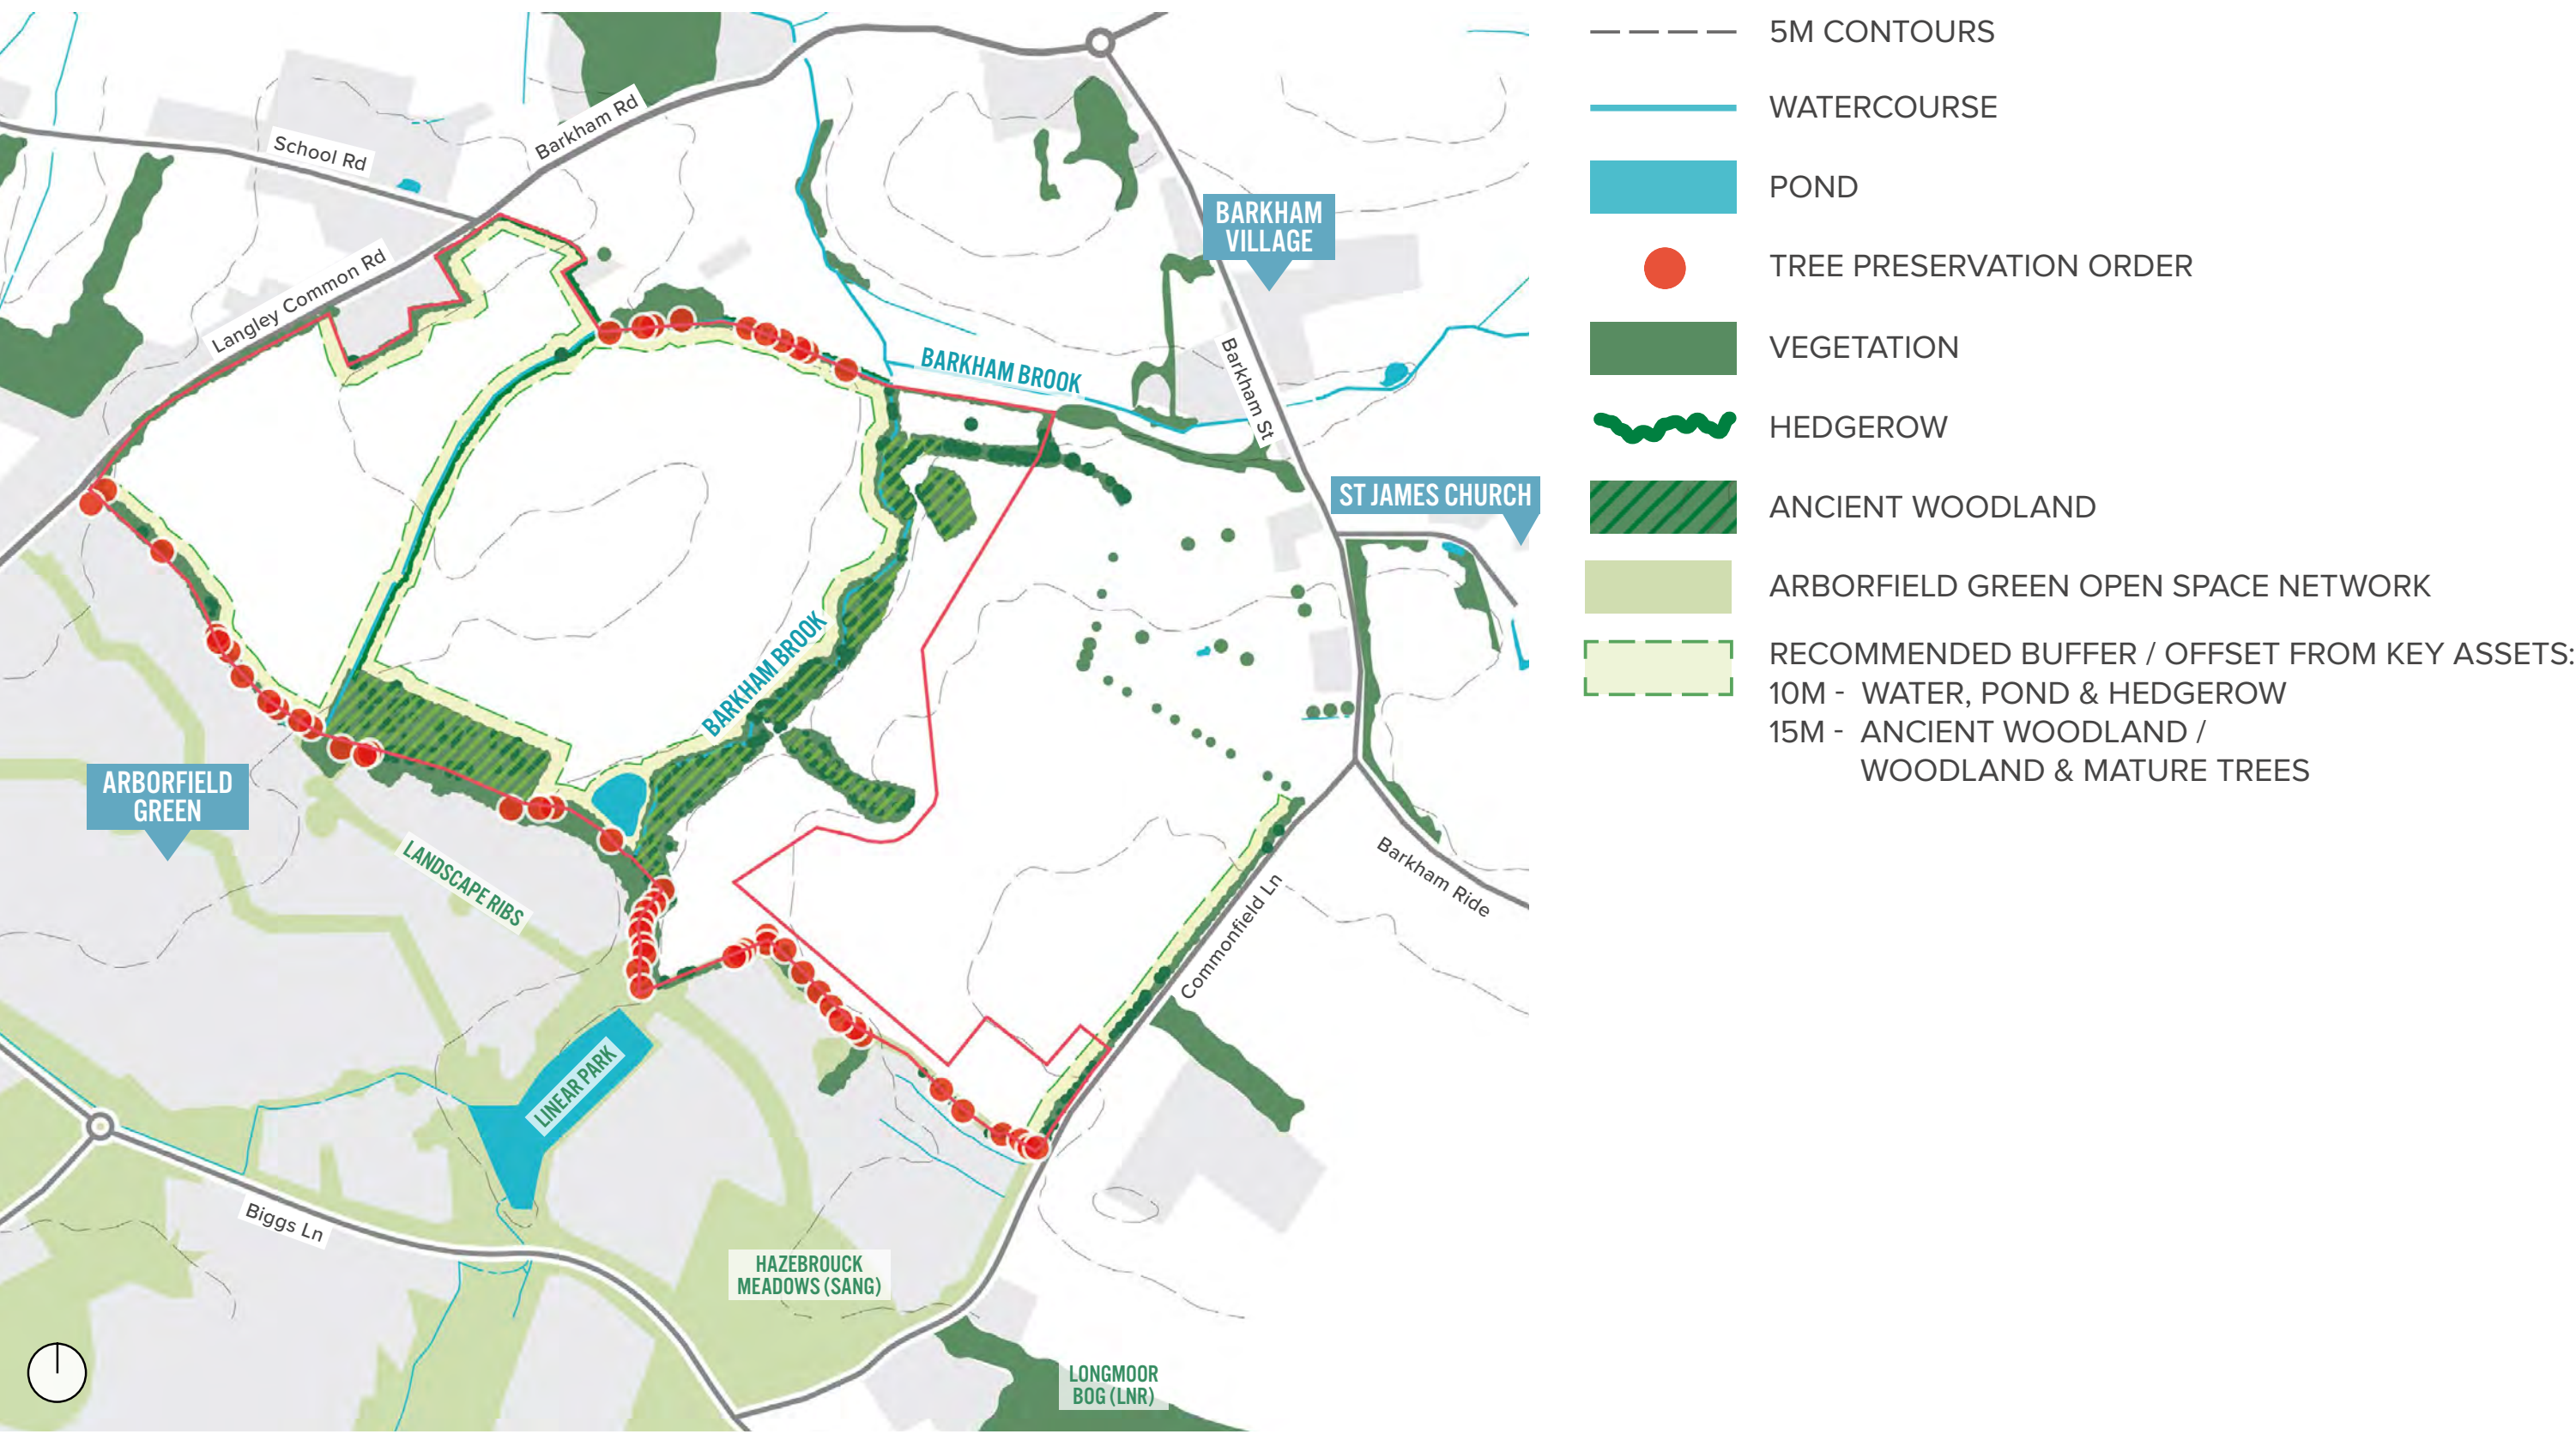 School Rd
Barkham Rd
Langley Common Rd
BARKHAM
VILLAGE
BARKHAM BROOK
Barkham St
ST JAMES CHURCH
BARKHAM BROOK
ARBORFIELD
GREEN
LANDSCAPE RIBS
Barkham Ride
Commonfield Ln
LINEAR PARK
Biggs Ln
HAZEBROUCK
MEADOWS (SANG)
LONGMOOR
BOG (LNR)
5M CONTOURS
WATERCOURSE
POND
TREE PRESERVATION ORDER
VEGETATION
HEDGEROW
ANCIENT WOODLAND
ARBORFIELD GREEN OPEN SPACE NETWORK
RECOMMENDED BUFFER / OFFSET FROM KEY ASSETS:
10M - WATER, POND & HEDGEROW
15M - ANCIENT WOODLAND /
WOODLAND & MATURE TREES